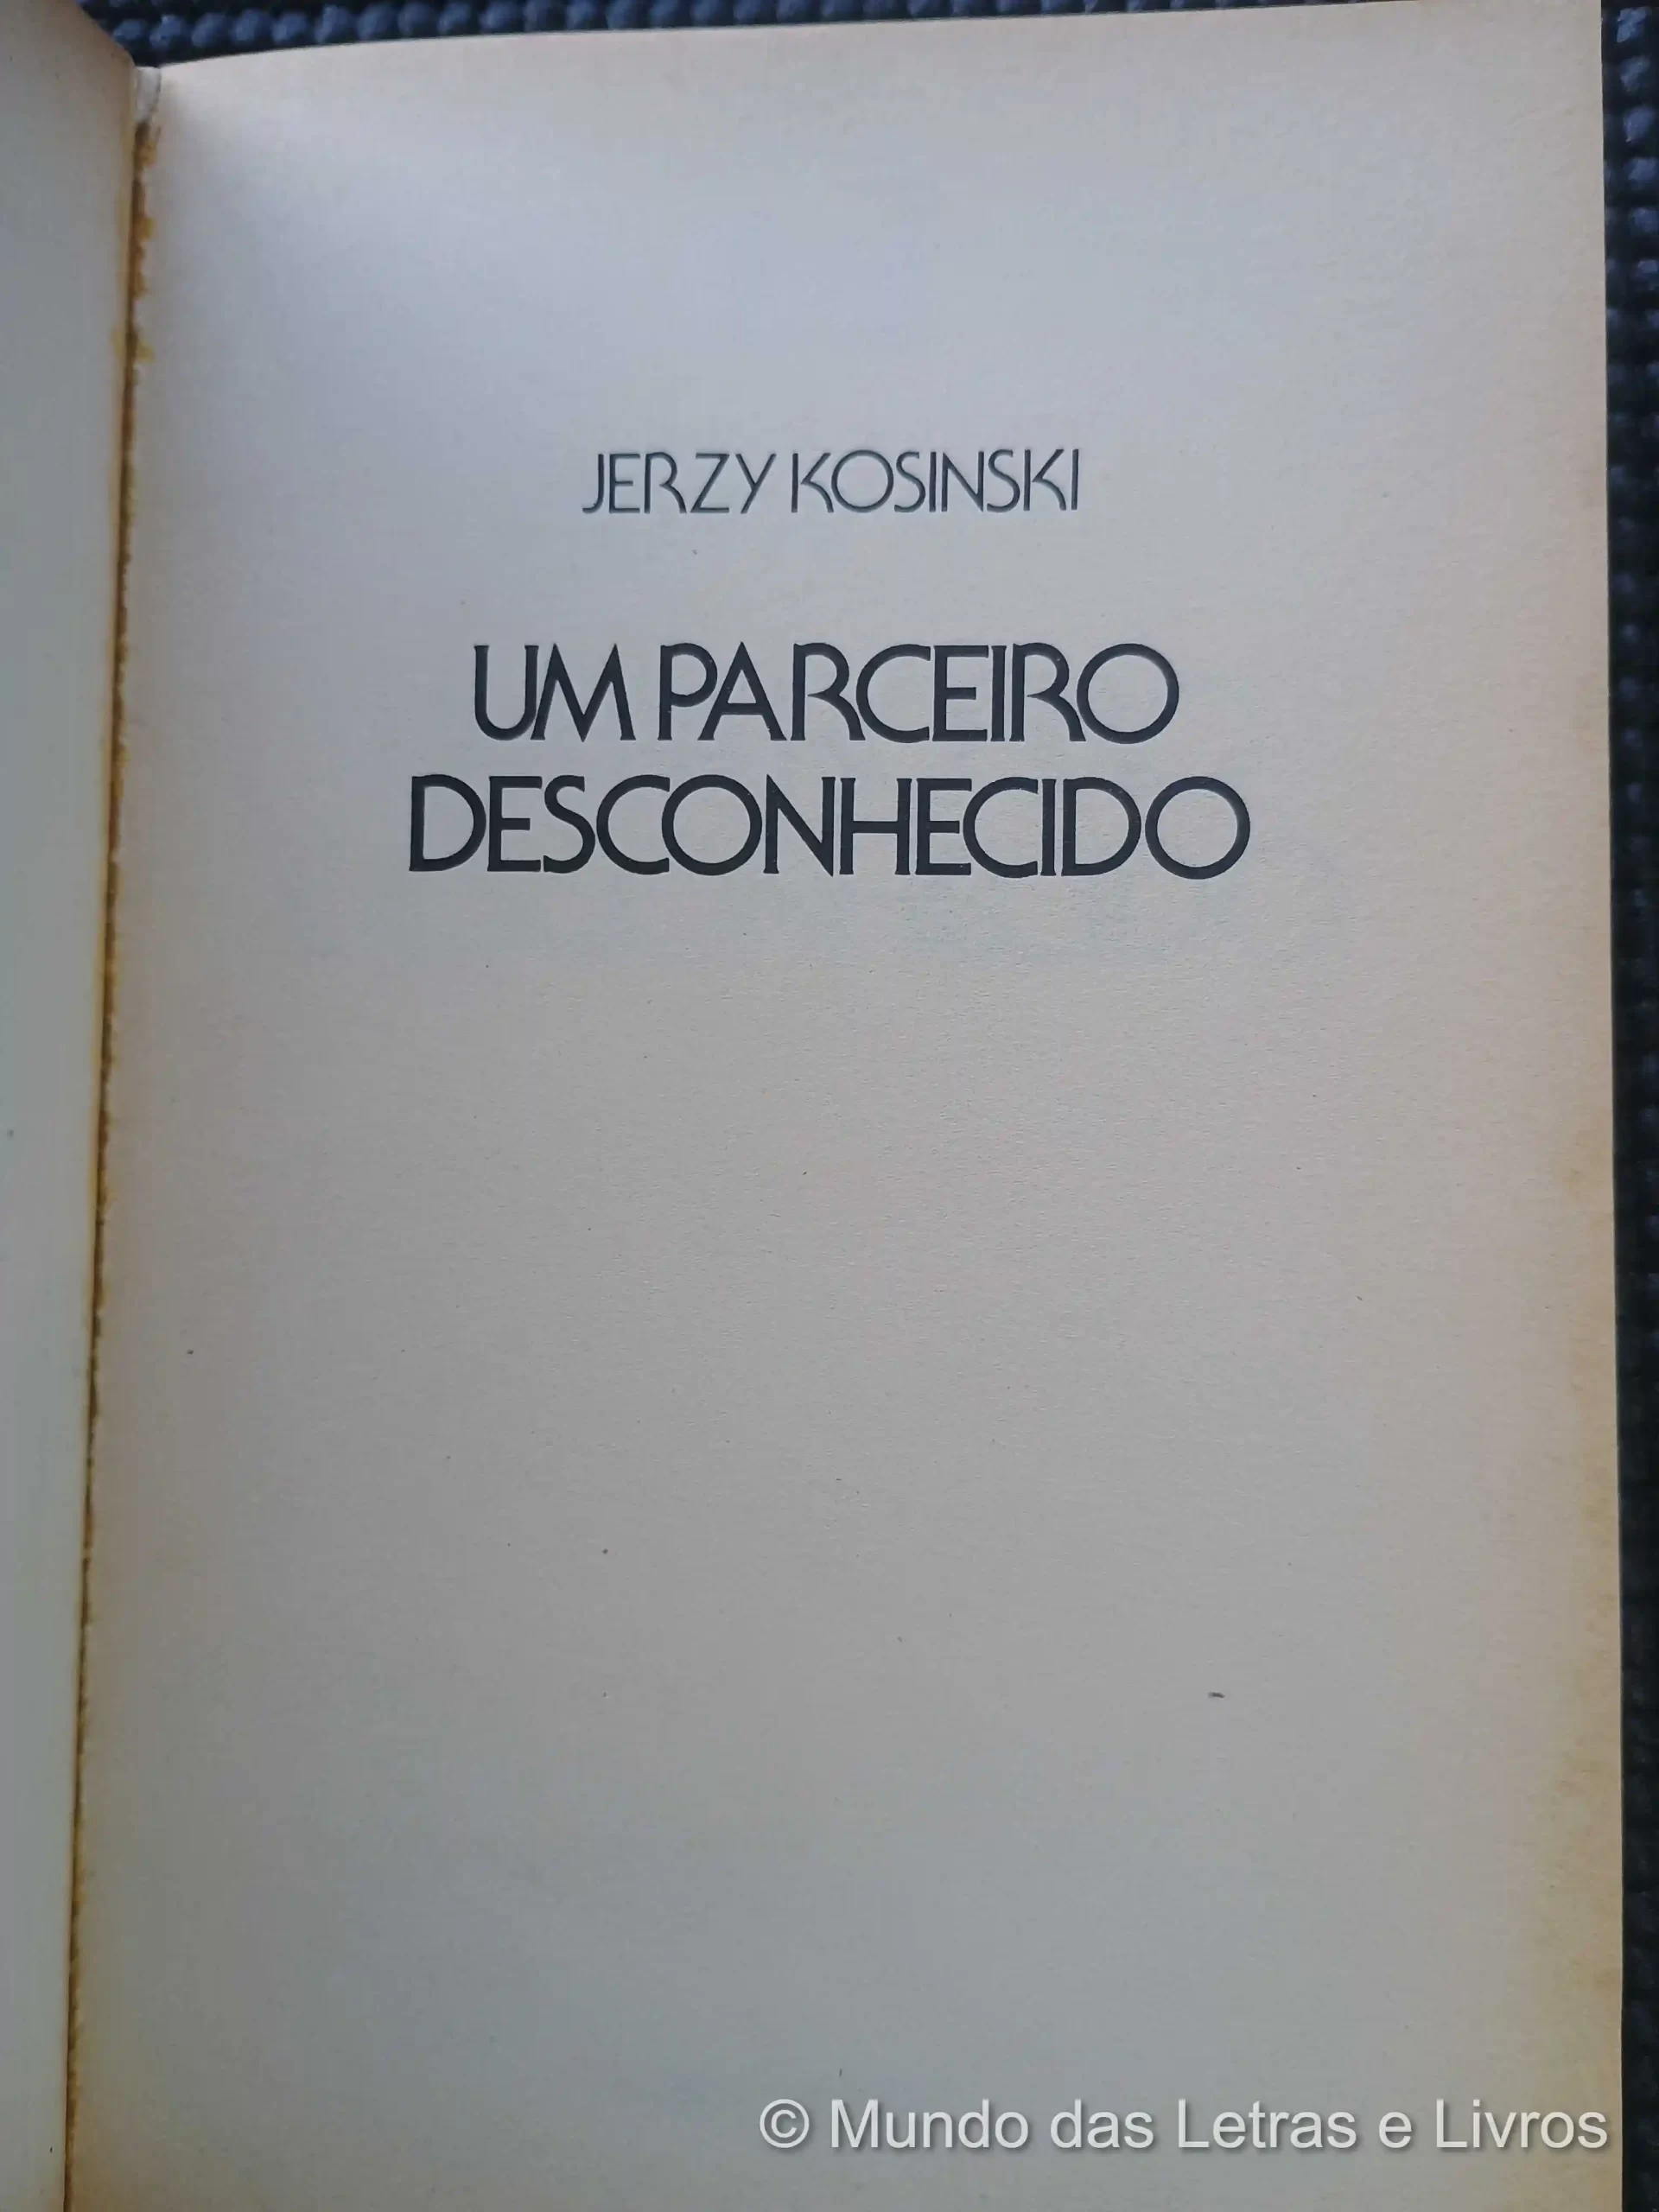 JERZY KOSINSKI
UM PARCEIRO
DESCONHECIDO
© Mundo das Letras e Livros